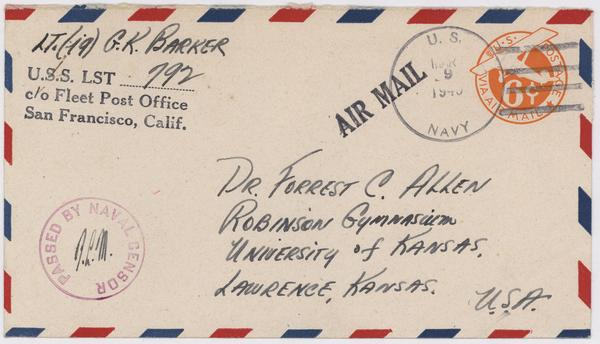 LT.(jg) G.K. BARKER
U.S.S. LST 792
c/o Fleet Post Office
San Francisco, Calif.
AIR MAIL
U. S.
9
NAVY
U.S. POSTAGE
6¢
VIA AIR MAIL
DR. FORREST C. ALLEN
ROBINSON GYMNASIUM
UNIVERSITY of KANSAS.
LAWRENCE, KANSAS.
U.S.A.
PASSED BY NAVAL CENSOR